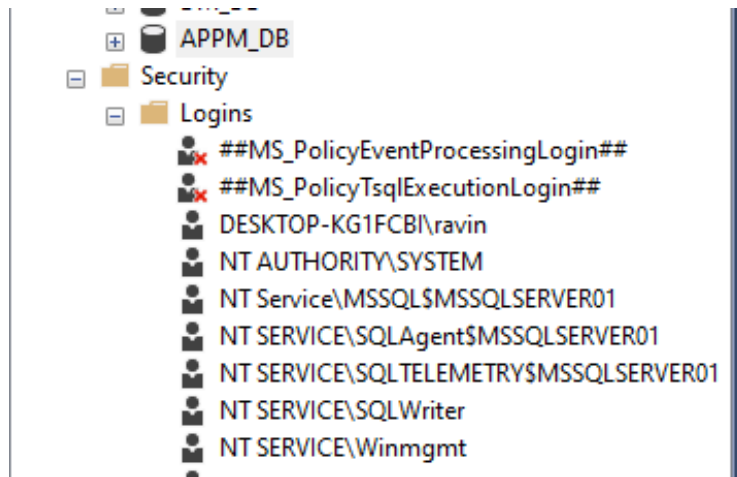 APPM_DB
Security
Logins
##MS_PolicyEventProcessingLogin##
##MS_PolicyTsqlExecutionLogin##
DESKTOP-KG1FCBI\ravin
NT AUTHORITY\SYSTEM
NT Service\MSSQL$MSSQLSERVER01
NT SERVICE\SQLAgent$MSSQLSERVER01
NT SERVICE\SQLTELEMETRY$MSSQLSERVER01
NT SERVICE\SQLWriter
NT SERVICE\Winmgmt